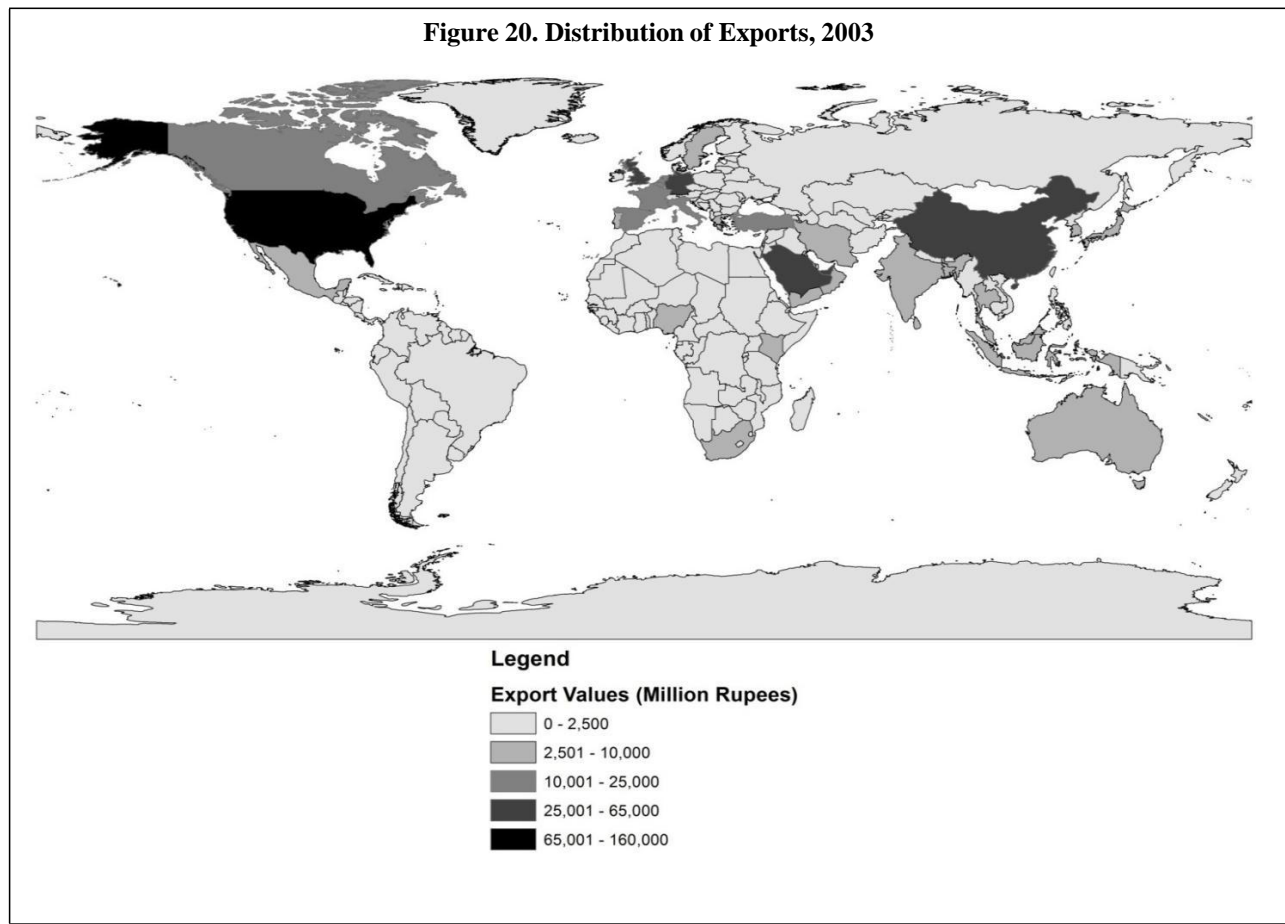 Figure 20. Distribution of Exports, 2003
Legend
Export Values (Million Rupees)
0 - 2,500
2,501 - 10,000
10,001 - 25,000
25,001 - 65,000
65,001 - 160,000